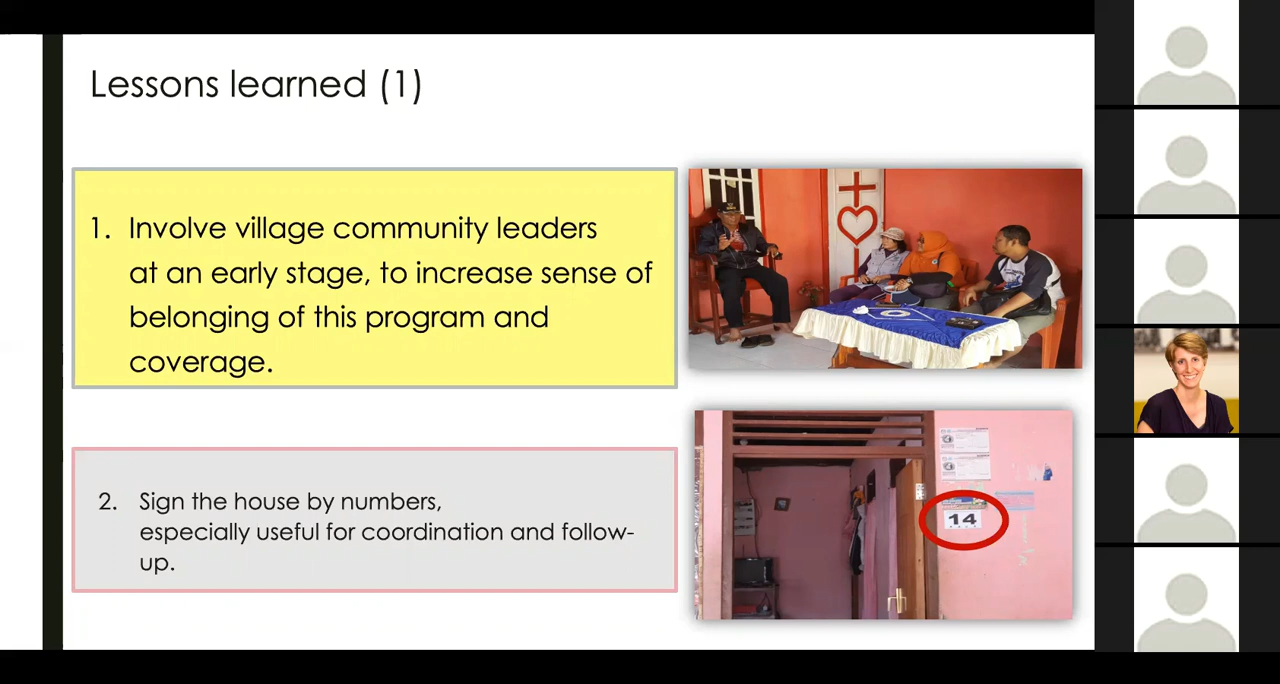 Lessons learned (1)
1. Involve village community leaders
at an early stage, to increase sense of
belonging of this program and
coverage.
2. Sign the house by numbers,
especially useful for coordination and follow-
up.
14